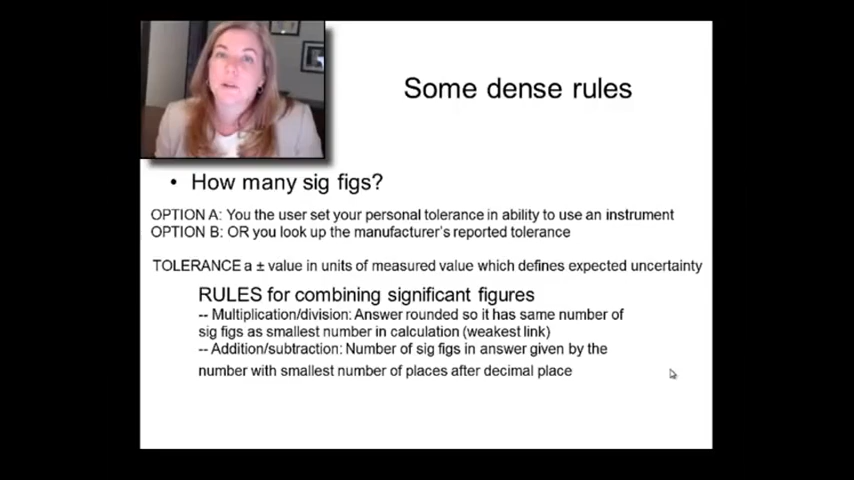 Some dense rules
• How many sig figs?
OPTION A: You the user set your personal tolerance in ability to use an instrument
OPTION B: OR you look up the manufacturer's reported tolerance
TOLERANCE a ± value in units of measured value which defines expected uncertainty
RULES for combining significant figures
-- Multiplication/division: Answer rounded so it has same number of
sig figs as smallest number in calculation (weakest link)
-- Addition/subtraction: Number of sig figs in answer given by the
number with smallest number of places after decimal place